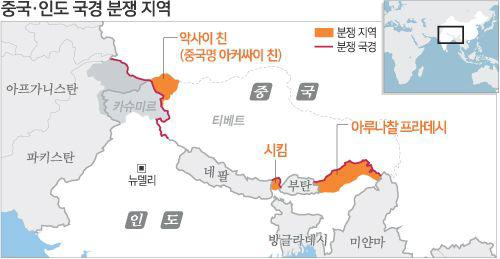 중국·인도 국경 분쟁 지역
분쟁 지역
분쟁 국경
악사이 친
(중국명 아커싸이 친)
아프가니스탄
카슈미르
중 국
티베트
아루나찰 프라데시
파키스탄
시킴
네팔
부탄
뉴델리
인 도
방글라데시
미얀마